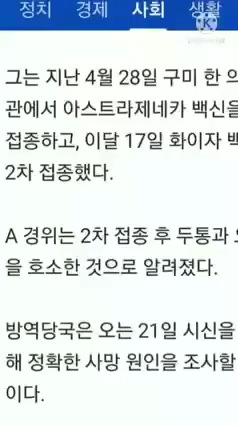 정치 경제 사회 생활
그는 지난 4월 28일 구미 한 의
관에서 아스트라제네카 백신을
접종하고, 이달 17일 화이자 백
2차 접종했다.
A 경위는 2차 접종 후 두통과
을 호소한 것으로 알려졌다.
방역당국은 오는 21일 시신을
해 정확한 사망 원인을 조사할
이다.